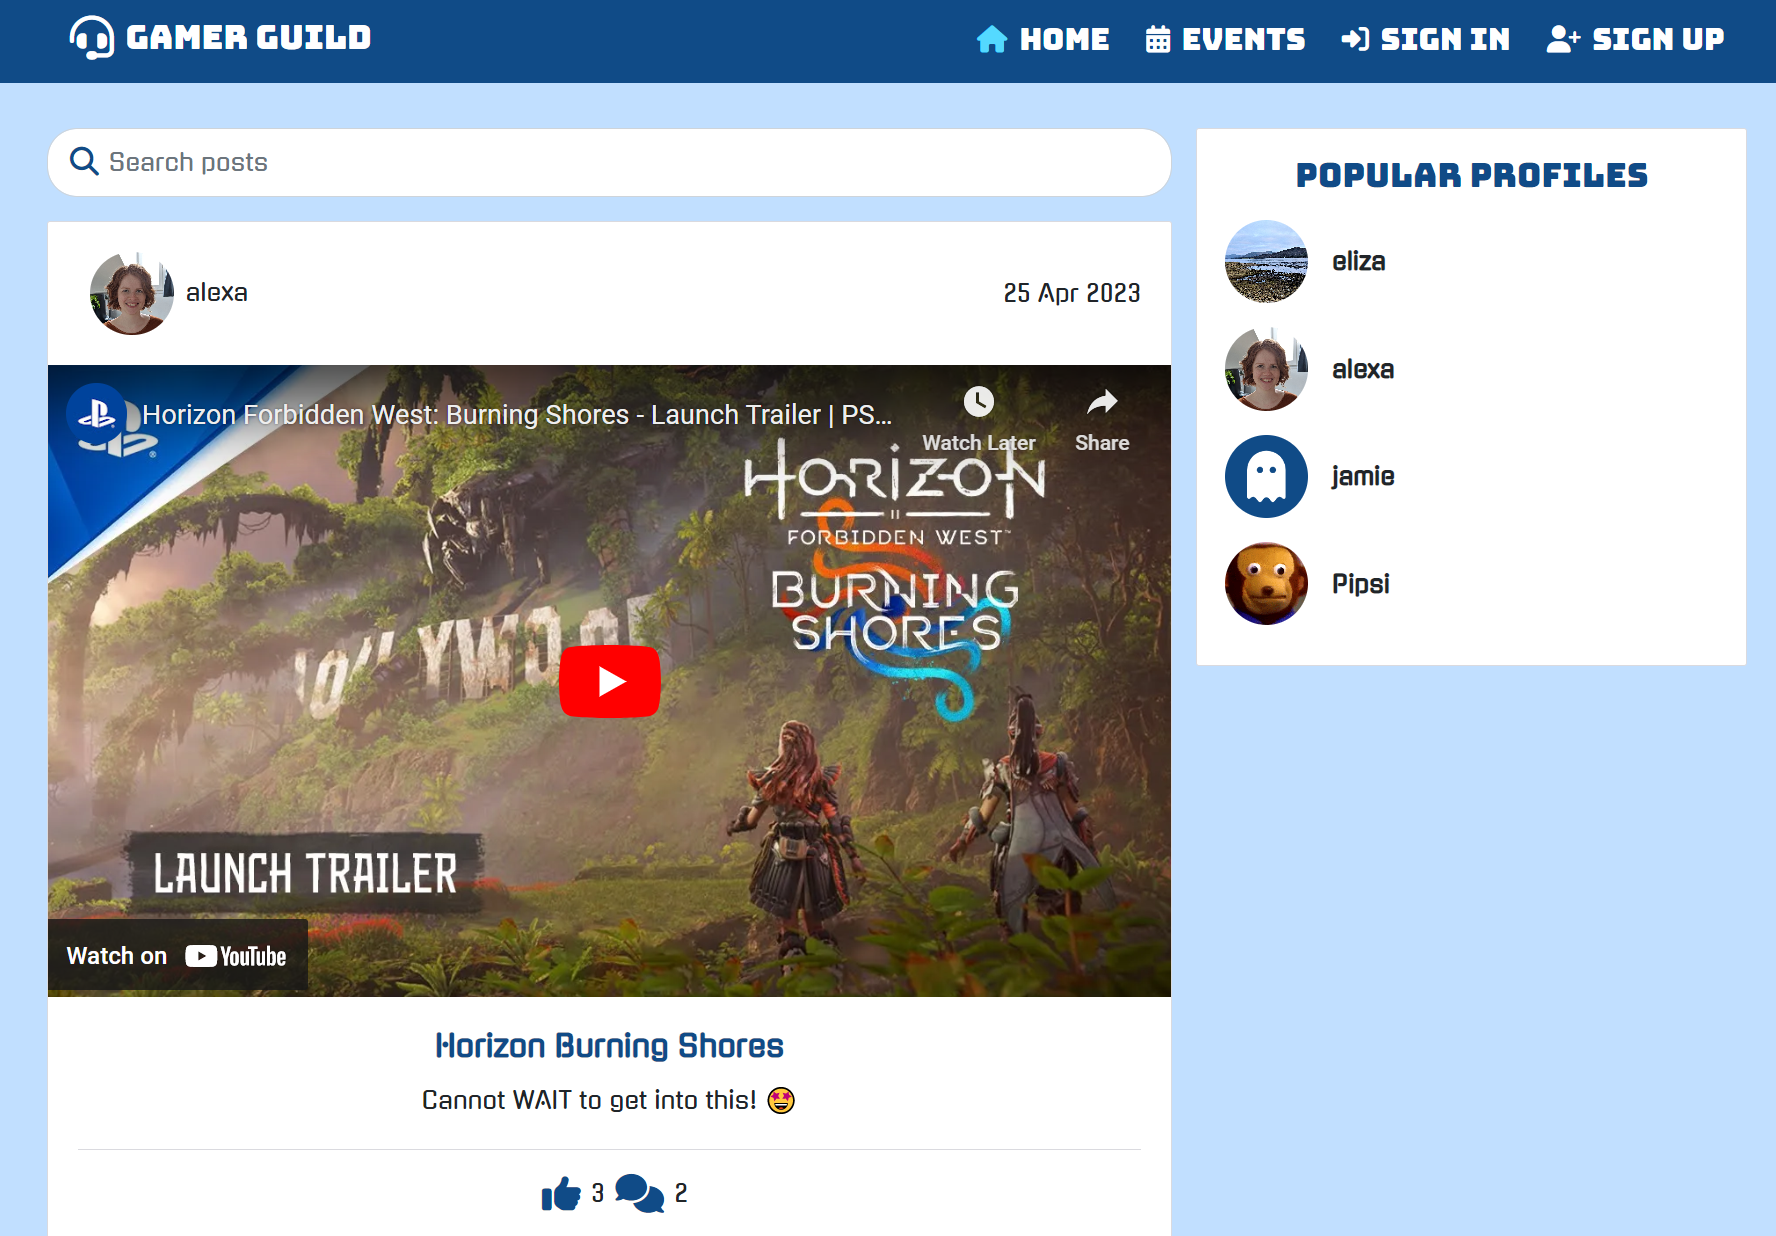 GAMER GUILD
HOME
EVENTS
SIGN IN
SIGN UP
Search posts
alexa
25 Apr 2023
Horizon Forbidden West: Burning Shores - Launch Trailer | PS...
Watch Later
Share
HORIZON
II
FORBIDDEN WEST™
BURNING
SHORES
LAUNCH TRAILER
Watch on YouTube
Horizon Burning Shores
Cannot WAIT to get into this! 🤩
3
2
POPULAR PROFILES
eliza
alexa
jamie
Pipsi